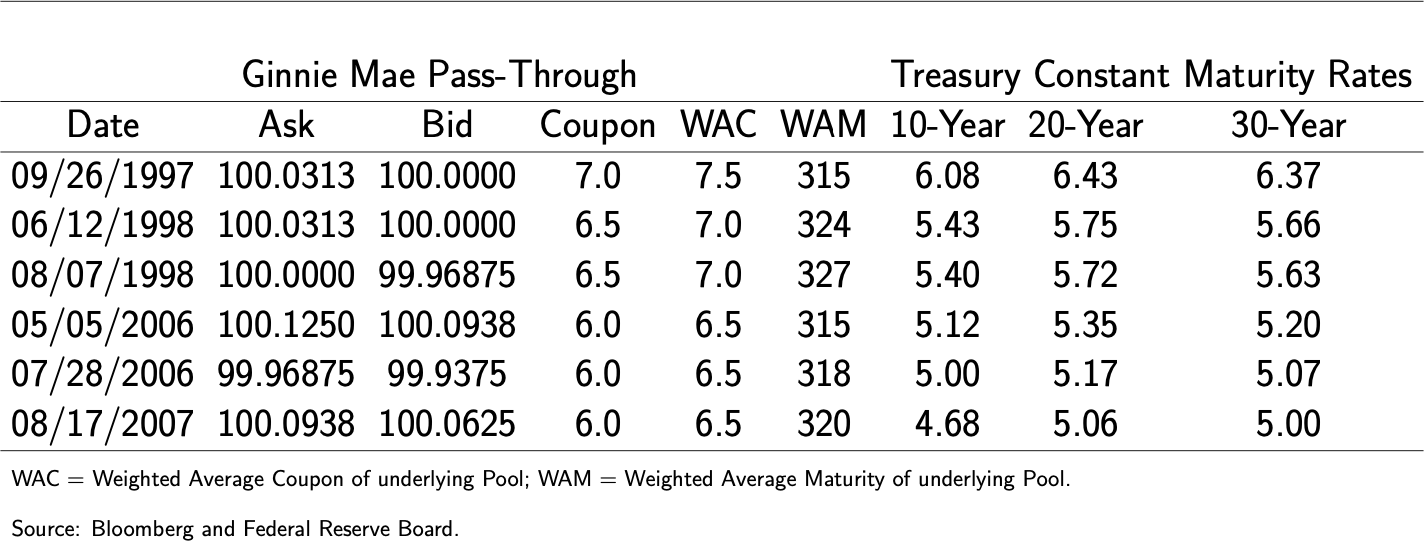 Ginnie Mae Pass-Through Treasury Constant Maturity Rates
Date Ask Bid Coupon WAC WAM 10-Year 20-Year 30-Year
09/26/1997 100.0313 100.0000 7.0 7.5 315 6.08 6.43 6.37
06/12/1998 100.0313 100.0000 6.5 7.0 324 5.43 5.75 5.66
08/07/1998 100.0000 99.96875 6.5 7.0 327 5.40 5.72 5.63
05/05/2006 100.1250 100.0938 6.0 6.5 315 5.12 5.35 5.20
07/28/2006 99.96875 99.9375 6.0 6.5 318 5.00 5.17 5.07
08/17/2007 100.0938 100.0625 6.0 6.5 320 4.68 5.06 5.00
WAC = Weighted Average Coupon of underlying Pool; WAM = Weighted Average Maturity of underlying Pool.
Source: Bloomberg and Federal Reserve Board.